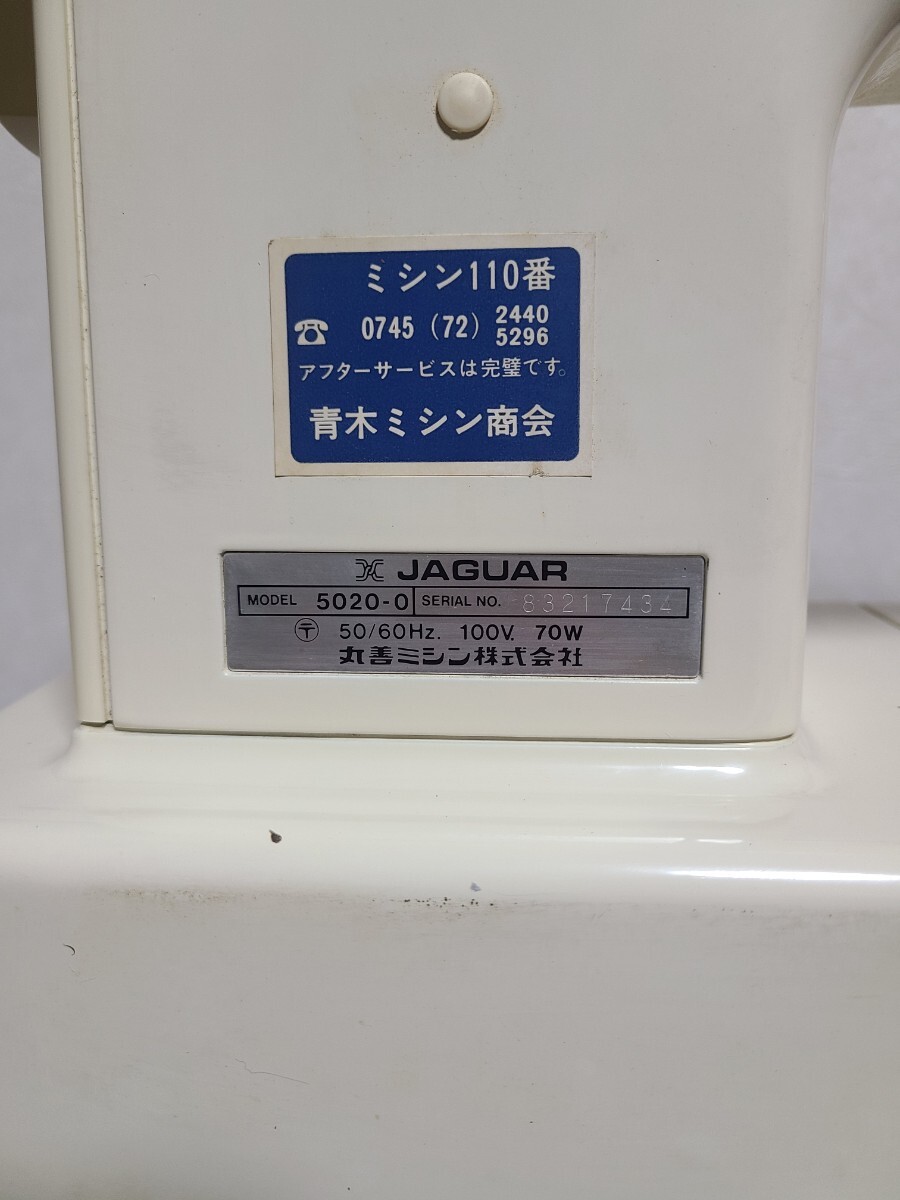 ミシン110番
☎ 0745 (72) 2440
5296
アフターサービスは完璧です。
青木ミシン商会
JAGUAR
MODEL 5020-0 SERIAL NO. 83217434
〒 50/60Hz. 100V. 70W
丸善ミシン株式会社